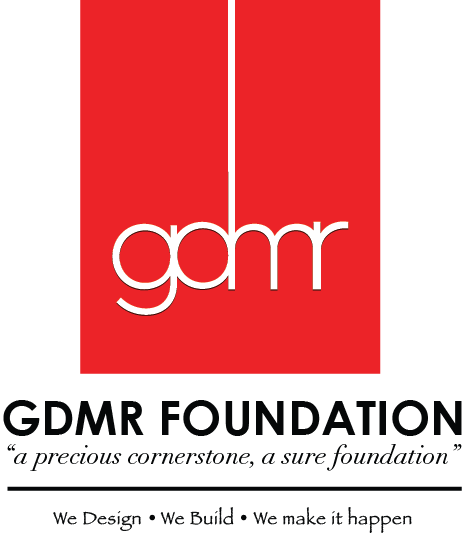 gdmr
GDMR FOUNDATION
“a precious cornerstone, a sure foundation”
We Design • We Build • We make it happen